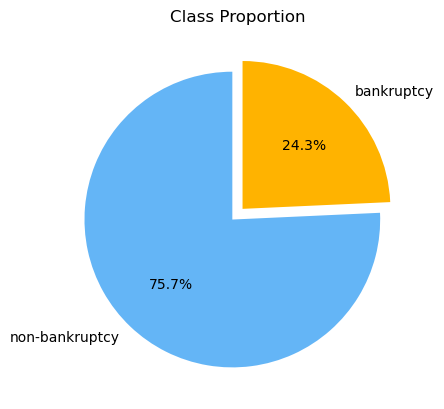 Class Proportion
bankruptcy
24.3%
75.7%
non-bankruptcy